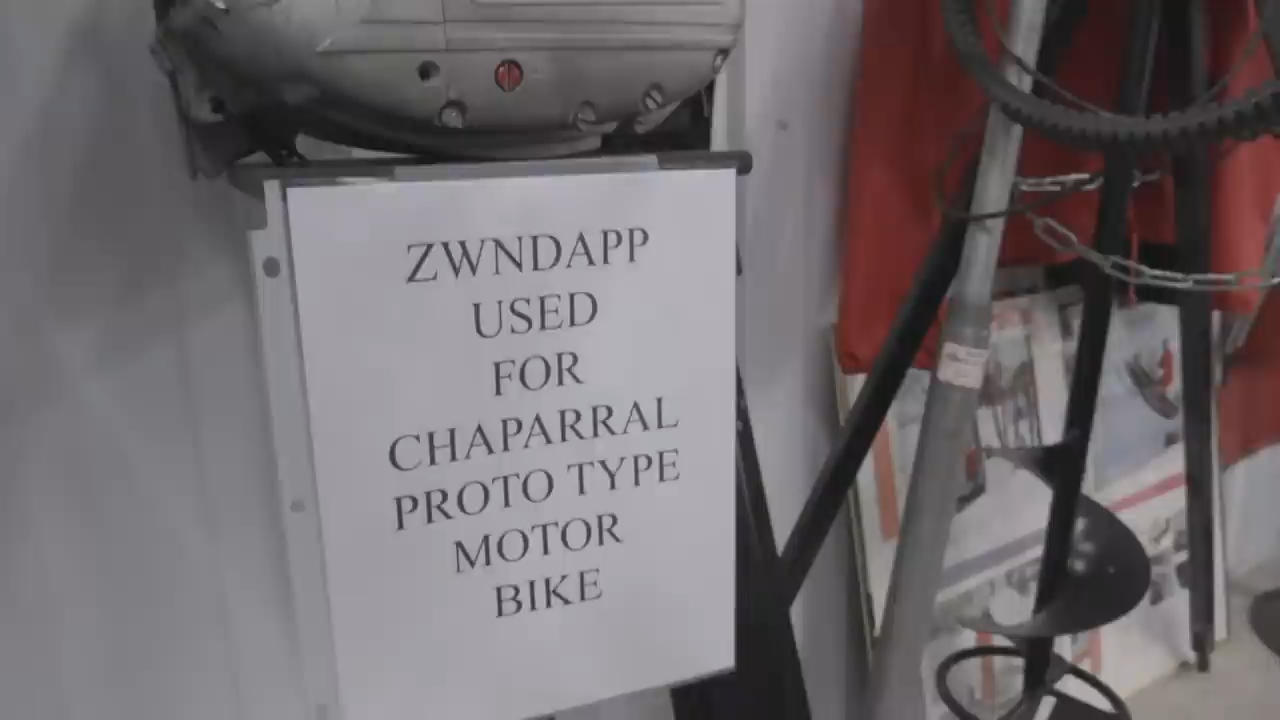 ZWNDAPP
USED
FOR
CHAPARRAL
PROTO TYPE
MOTOR
BIKE